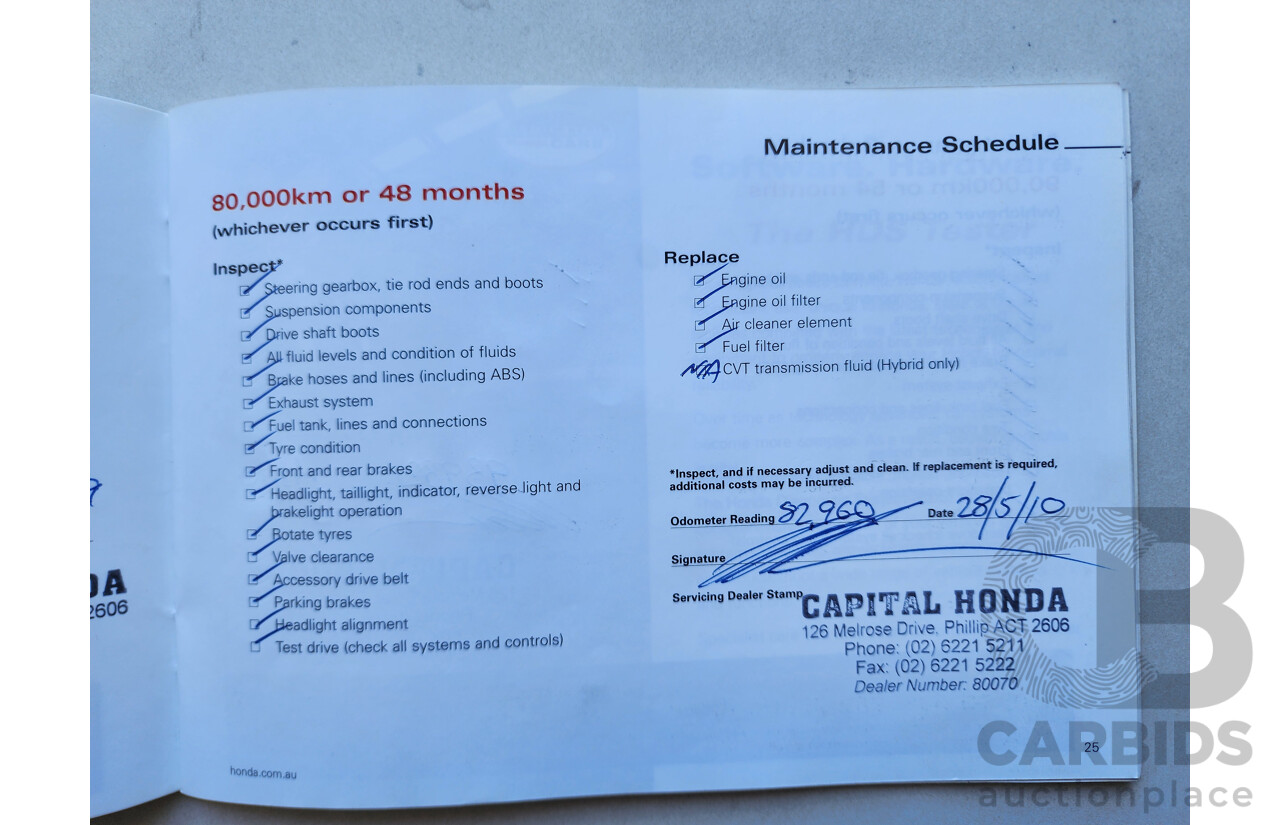 Maintenance Schedule
80,000km or 48 months
(whichever occurs first)
Inspect*
Steering gearbox, tie rod ends and boots
Suspension components
Drive shaft boots
All fluid levels and condition of fluids
Brake hoses and lines (including ABS)
Exhaust system
Fuel tank, lines and connections
Tyre condition
Front and rear brakes
Headlight, taillight, indicator, reverse light and
brakelight operation
Rotate tyres
Valve clearance
Accessory drive belt
Parking brakes
Headlight alignment
Test drive (check all systems and controls)
honda.com.au
Replace
Engine oil
Engine oil filter
Air cleaner element
Fuel filter
N/A CVT transmission fluid (Hybrid only)
*Inspect, and if necessary adjust and clean. If replacement is required,
additional costs may be incurred.
Odometer Reading 82,960 Date 28/5/10
Signature
Servicing Dealer Stamp
CAPITAL HONDA
126 Melrose Drive, Phillip ACT 2606
Phone: (02) 6221 5211
Fax: (02) 6221 5222
Dealer Number: 80070
25
DA
2606
CARBIDS
auctionplace